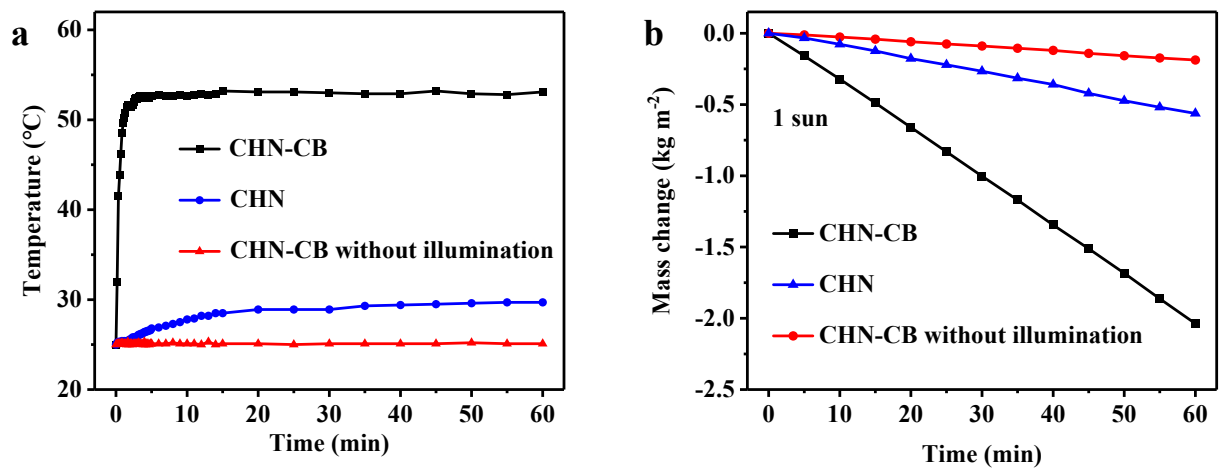 a
Temperature (°C)
60
50
40
30
20
CHN-CB
CHN
CHN-CB without illumination
0 10 20 30 40 50 60
Time (min)
b
Mass change (kg m-2)
0.0
-0.5
-1.0
-1.5
-2.0
-2.5
1 sun
CHN-CB
CHN
CHN-CB without illumination
0 10 20 30 40 50 60
Time (min)